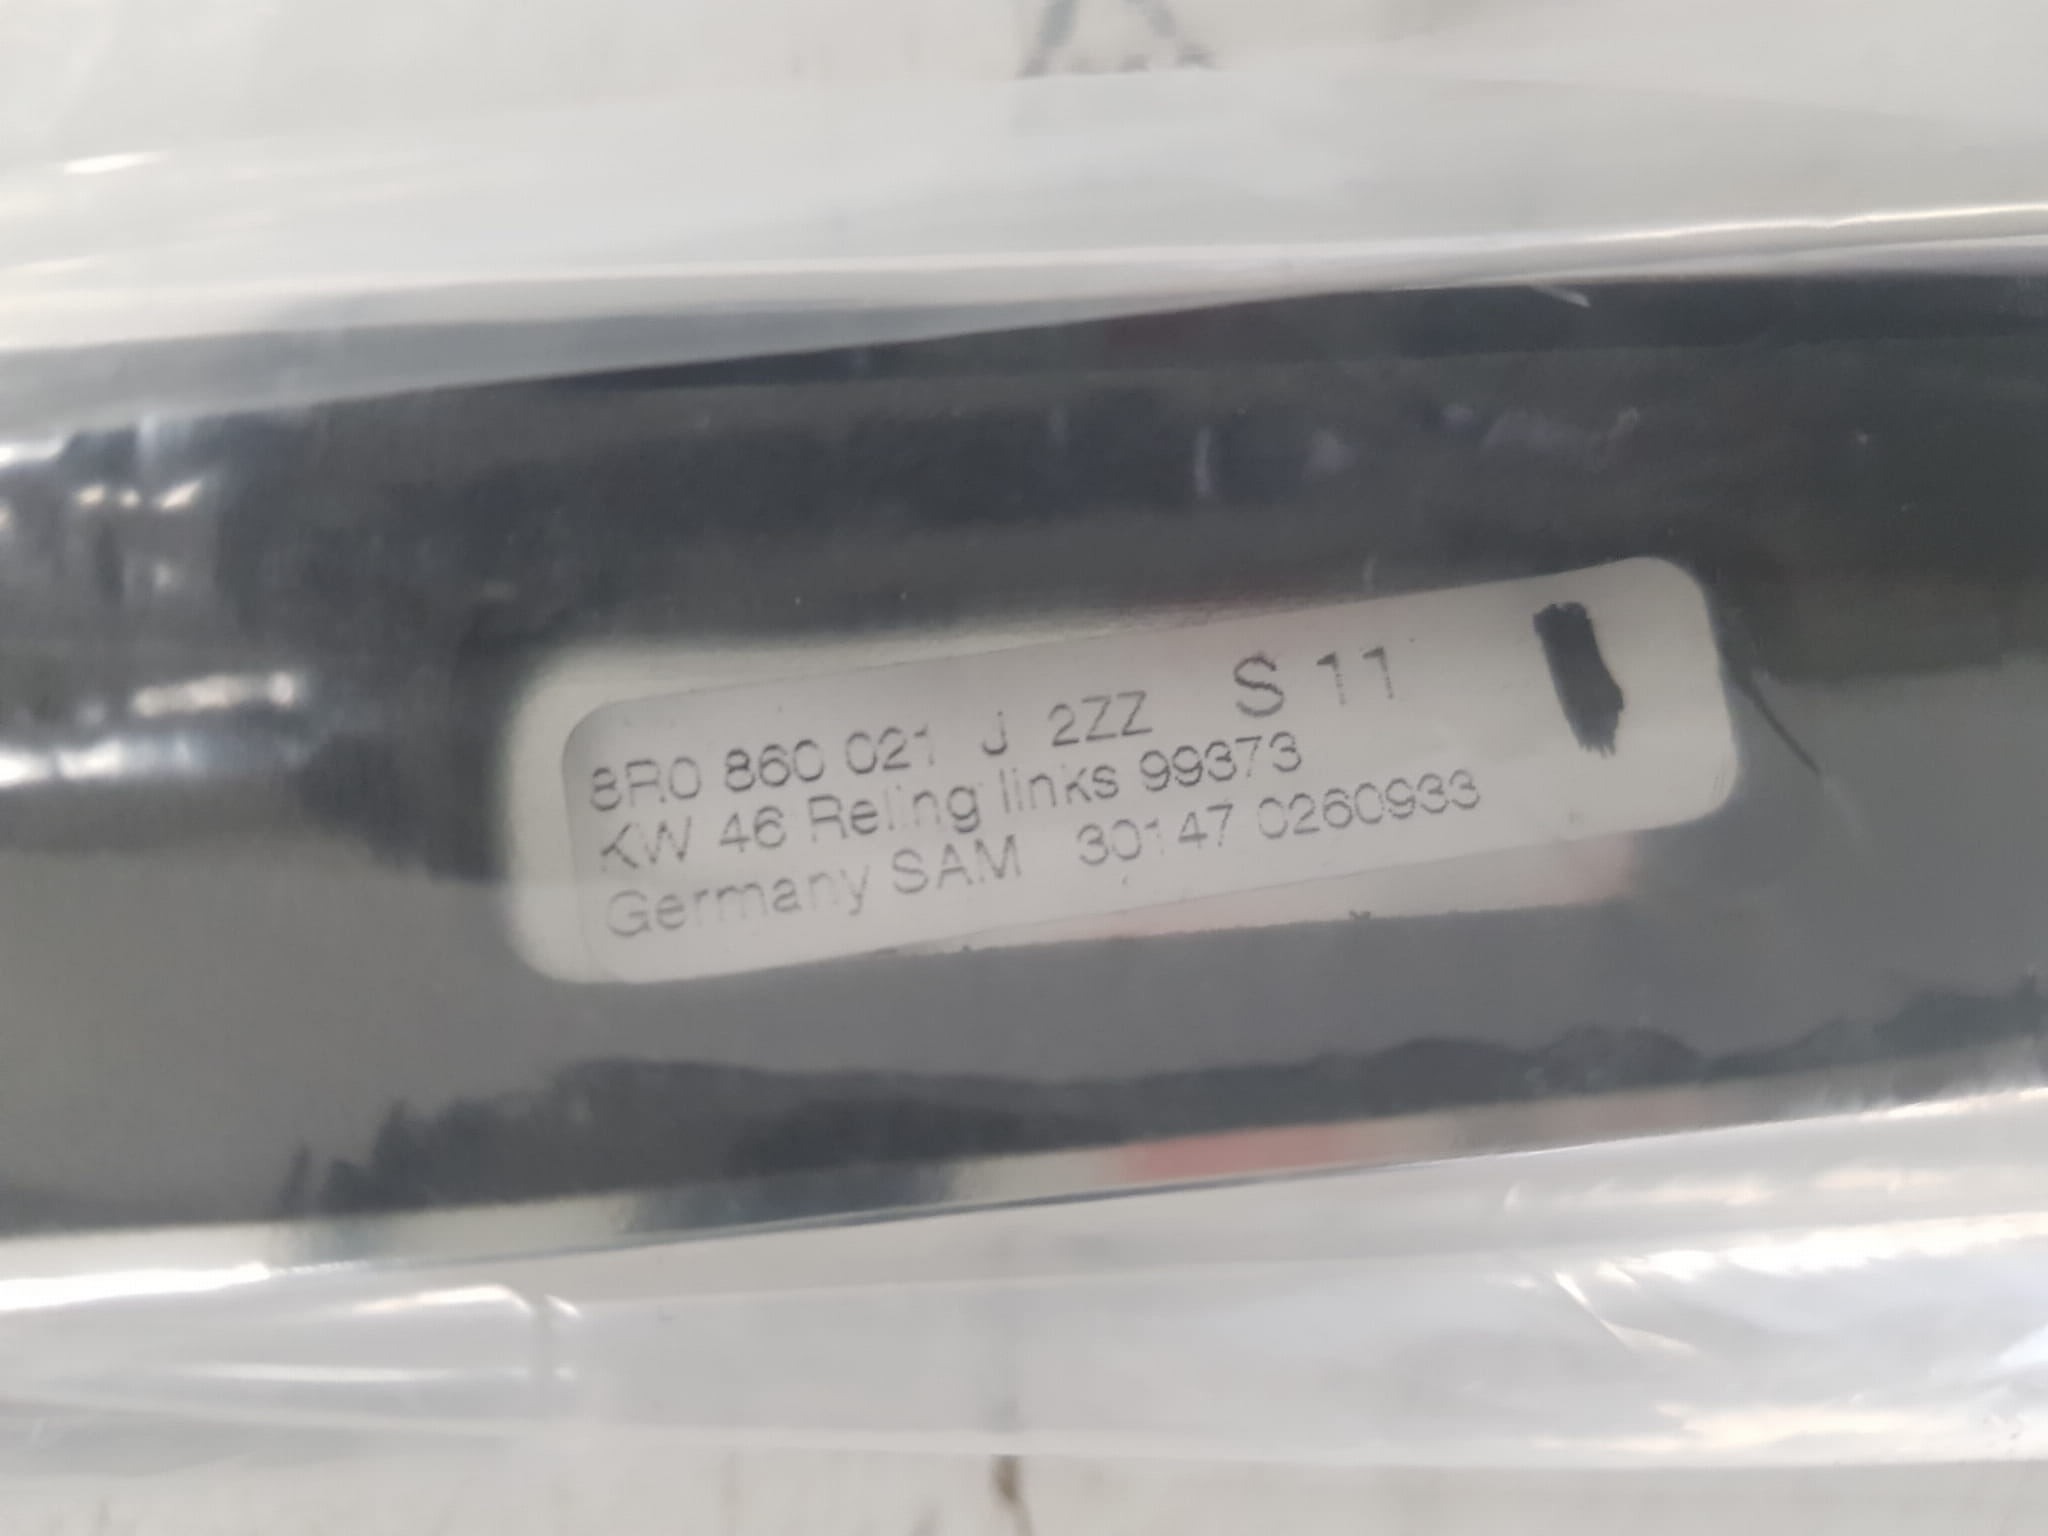 8R0 860 021 J 2ZZ S 11
KW 46 Reling links 99373
Germany SAM 30147 0260933